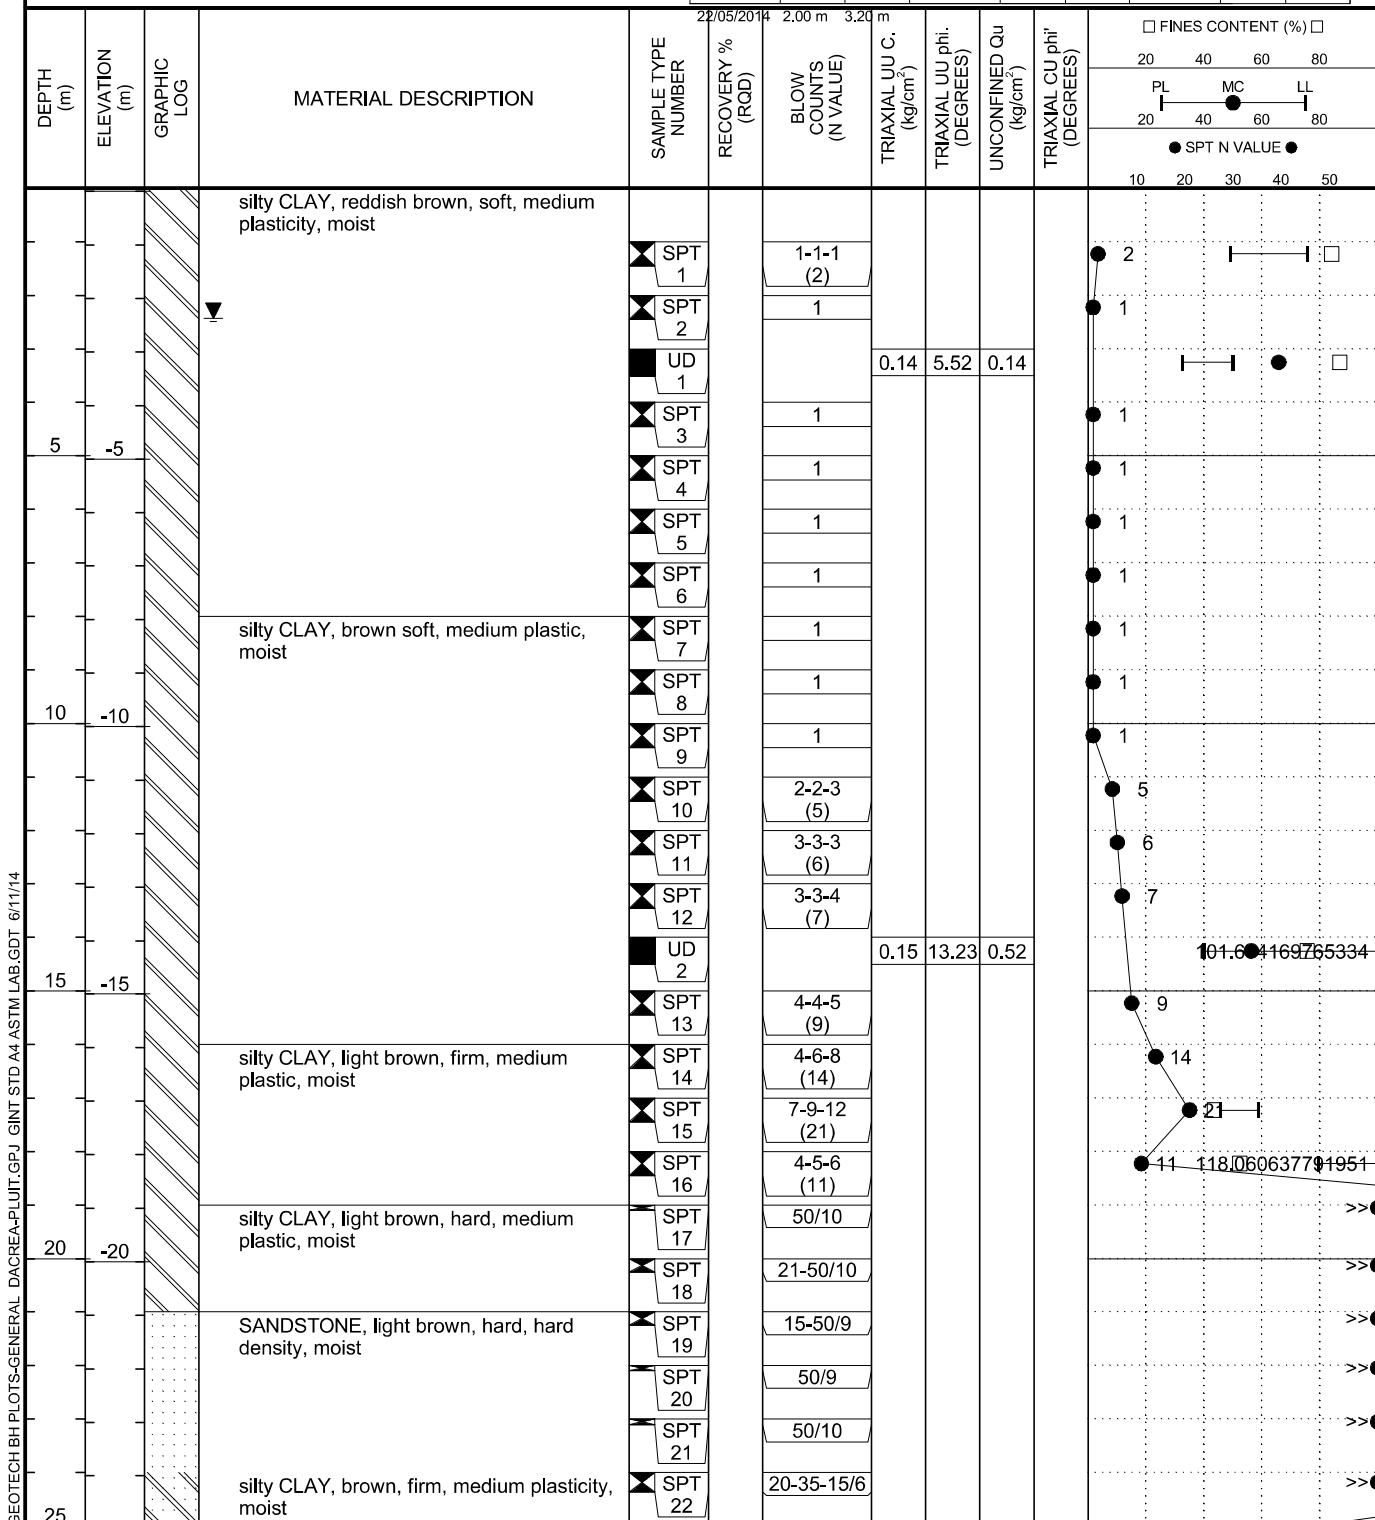 22/05/2014 2.00 m 3.20 m
DEPTH
(m)
ELEVATION
(m)
GRAPHIC
LOG
MATERIAL DESCRIPTION
SAMPLE TYPE
NUMBER
RECOVERY %
(RQD)
BLOW
COUNTS
(N VALUE)
TRIAXIAL UU C.
(kg/cm²)
TRIAXIAL UU phi.
(DEGREES)
UNCONFINED Qu
(kg/cm²)
TRIAXIAL CU phi'
(DEGREES)
□ FINES CONTENT (%) □
20 40 60 80
PL MC LL
20 40 60 80
● SPT N VALUE ●
10 20 30 40 50
silty CLAY, reddish brown, soft, medium
plasticity, moist
SPT 1-1-1 2
1 (2)
SPT 1 1
2
UD 0.14 5.52 0.14
1
SPT 1 1
3
5 -5
SPT 1 1
4
SPT 1 1
5
SPT 1 1
6
silty CLAY, brown soft, medium plastic,
moist
SPT 1 1
7
SPT 1 1
8
10 -10
SPT 1 1
9
SPT 2-2-3 5
10 (5)
SPT 3-3-3 6
11 (6)
SPT 3-3-4 7
12 (7)
UD 0.15 13.23 0.52
2
15 -15
SPT 4-4-5 9
13 (9)
silty CLAY, light brown, firm, medium
plastic, moist
SPT 4-6-8 14
14 (14)
SPT 7-9-12 21
15 (21)
SPT 4-5-6 11 118.060637791951
16 (11)
silty CLAY, light brown, hard, medium
plastic, moist
SPT 50/10 >>
17
20 -20
SPT 21-50/10 >>
18
SANDSTONE, light brown, hard, hard
density, moist
SPT 15-50/9 >>
19
SPT 50/9 >>
20
SPT 50/10 >>
21
silty CLAY, brown, firm, medium plasticity,
moist
SPT 20-35-15/6 >>
22
25
GEOTECH BH PLOTS-GENERAL DACREA-PLUIT.GPJ GINT STD A4 ASTM LAB.GDT 6/11/14